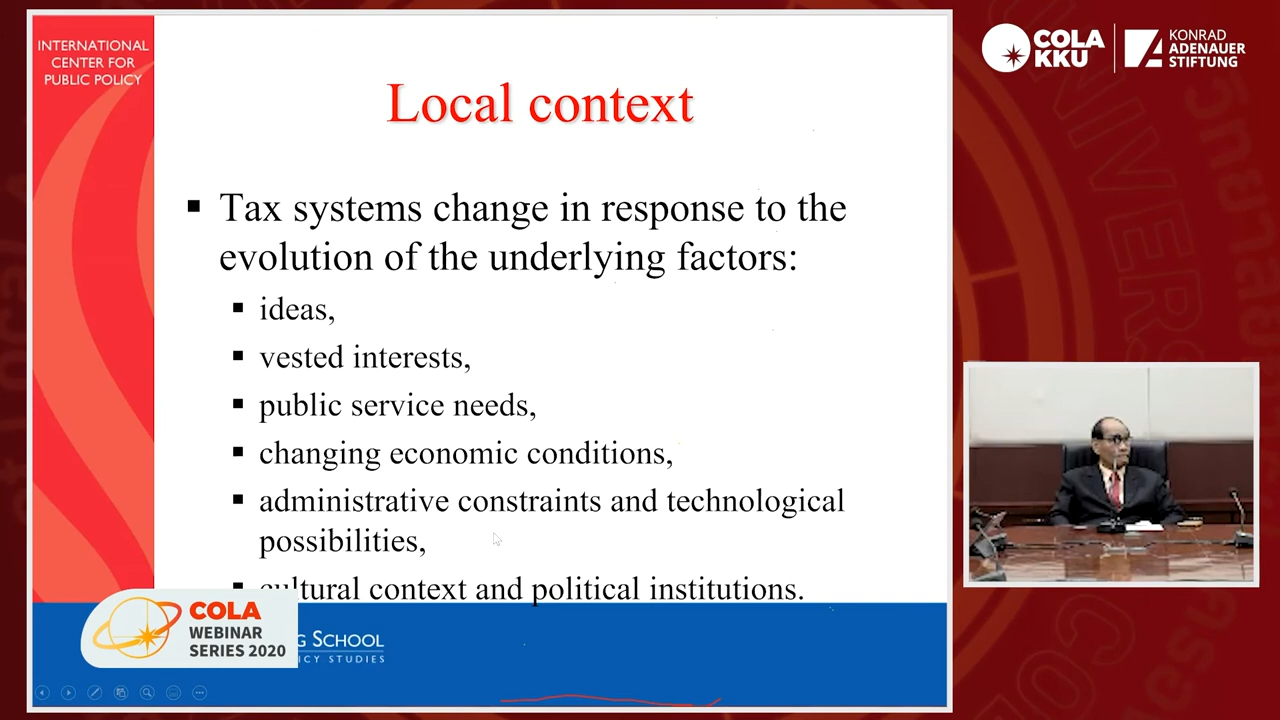 INTERNATIONAL
CENTER FOR
PUBLIC POLICY
Local context
▪ Tax systems change in response to the
evolution of the underlying factors:
▪ ideas,
▪ vested interests,
▪ public service needs,
▪ changing economic conditions,
▪ administrative constraints and technological
possibilities,
▪ cultural context and political institutions.
COLA
WEBINAR
SERIES 2020
SCHOOL
STUDIES
COLA
KKU
KONRAD
ADENAUER
STIFTUNG